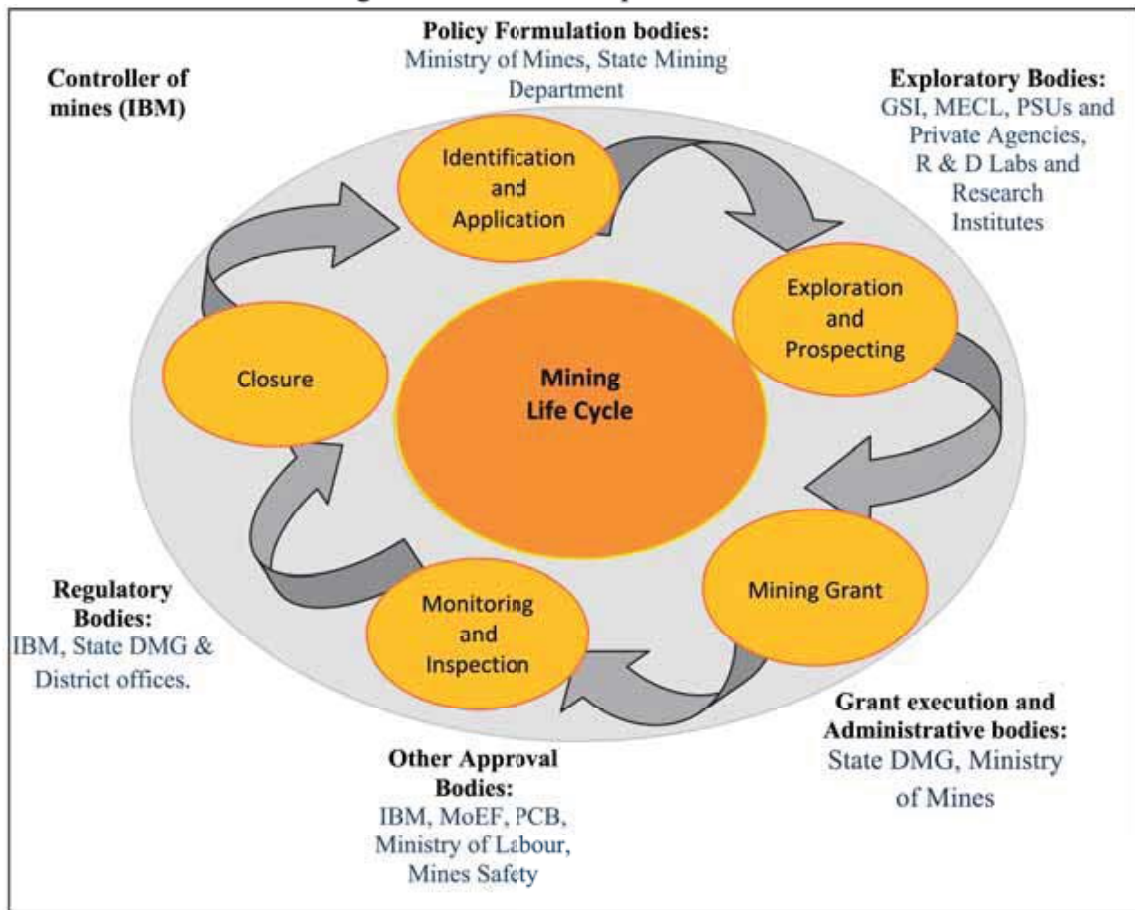 Policy Formulation bodies:
Ministry of Mines, State Mining
Department
Controller of
mines (IBM)
Exploratory Bodies:
GSI, MECL, PSUs and
Private Agencies,
R & D Labs and
Research
Institutes
Identification
and
Application
Exploration
and
Prospecting
Closure
Mining
Life Cycle
Mining Grant
Monitoring
and
Inspection
Regulatory
Bodies:
IBM, State DMG &
District offices.
Grant execution and
Administrative bodies:
State DMG, Ministry
of Mines
Other Approval
Bodies:
IBM, MoEF, PCB,
Ministry of Labour,
Mines Safety